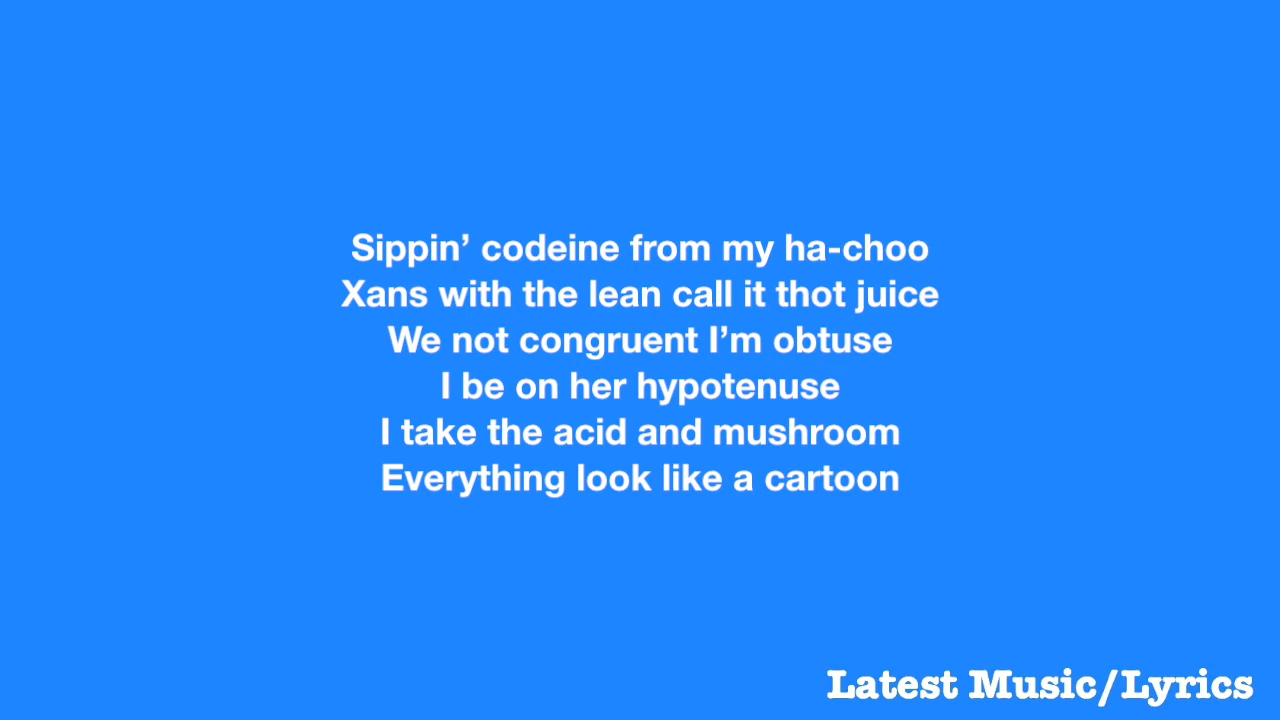 Sippin’ codeine from my ha-choo
Xans with the lean call it thot juice
We not congruent I’m obtuse
I be on her hypotenuse
I take the acid and mushroom
Everything look like a cartoon
Latest Music/Lyrics